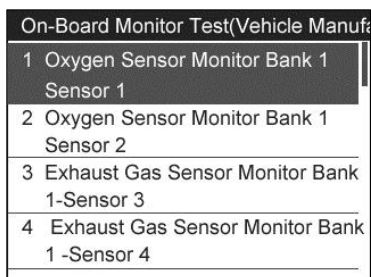 On-Board Monitor Test(Vehicle Manufa
1 Oxygen Sensor Monitor Bank 1
Sensor 1
2 Oxygen Sensor Monitor Bank 1
Sensor 2
3 Exhaust Gas Sensor Monitor Bank
1-Sensor 3
4 Exhaust Gas Sensor Monitor Bank
1 -Sensor 4